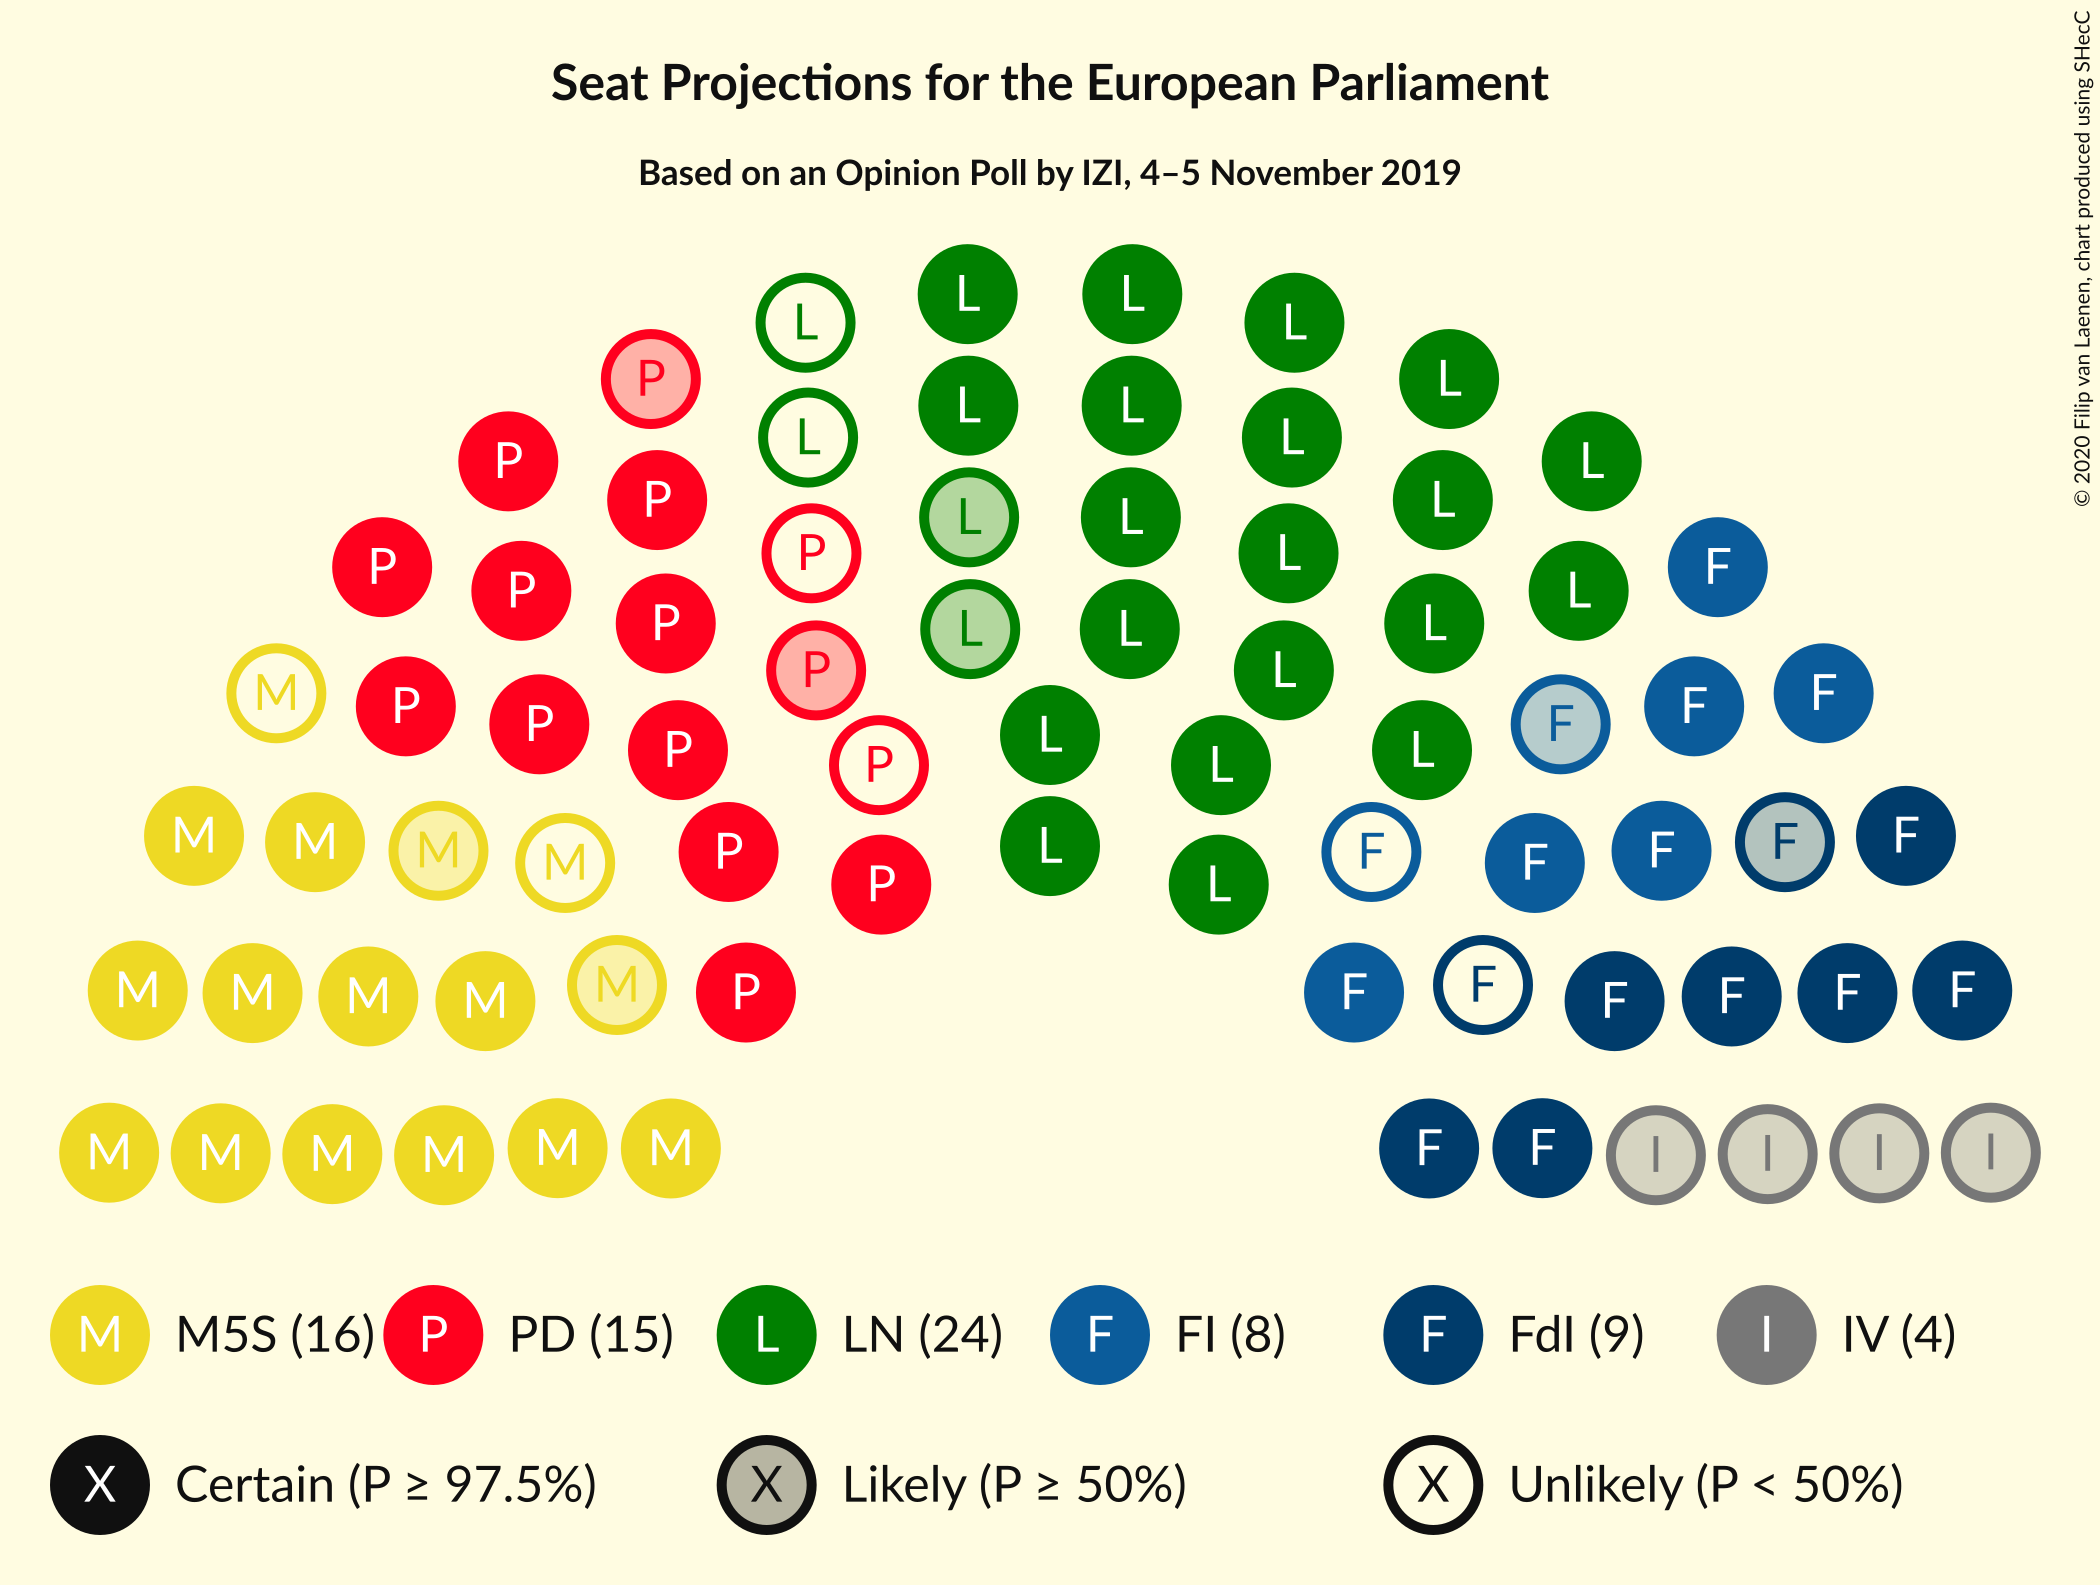 Seat Projections for the European Parliament
Based on an Opinion Poll by IZI, 4–5 November 2019
© 2020 Filip van Laenen, chart produced using SHecC
L L
L L
P L
L L
L L
P L
P P L L
L L
P L
P F
P L
P L
L L
P P L
M F
P P F
P P L F
L
P L
M F
M F
M L F
M P F F
M F
P L
M F
M F
M F
M P F F
M F
M M M M M M F F I I I I
M M5S (16) P PD (15) L LN (24) F FI (8) F FdI (9) I IV (4)
X Certain (P ≥ 97.5%) X Likely (P ≥ 50%) X Unlikely (P < 50%)